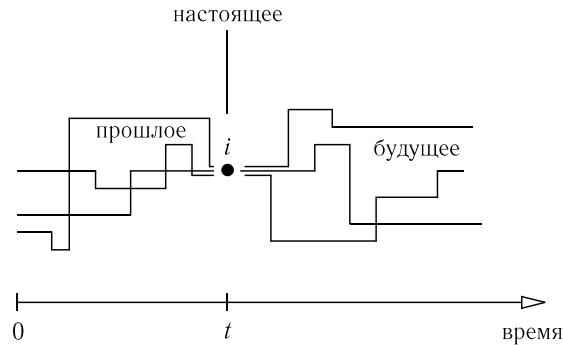 настоящее
прошлое
i
будущее
0
t
время